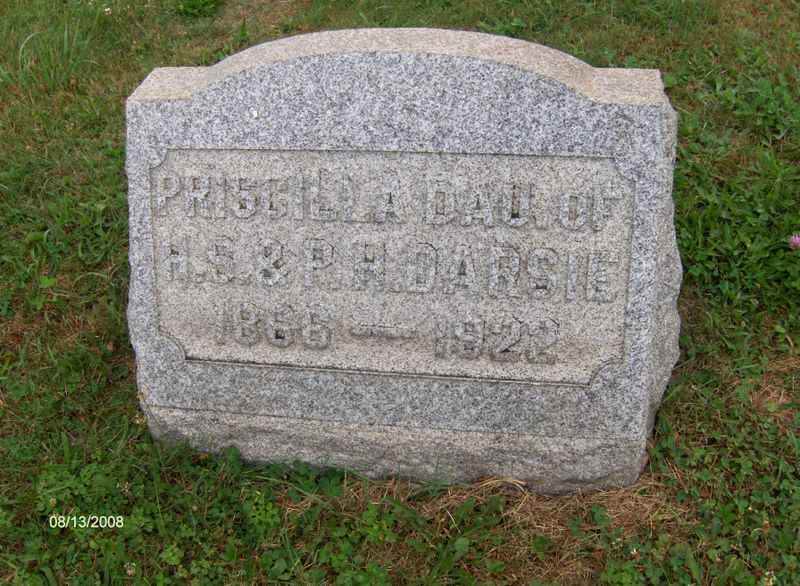 PRISCILLA DAU. OF
H. S. & P. H. DARSIE
1866 — 1922
08/13/2008